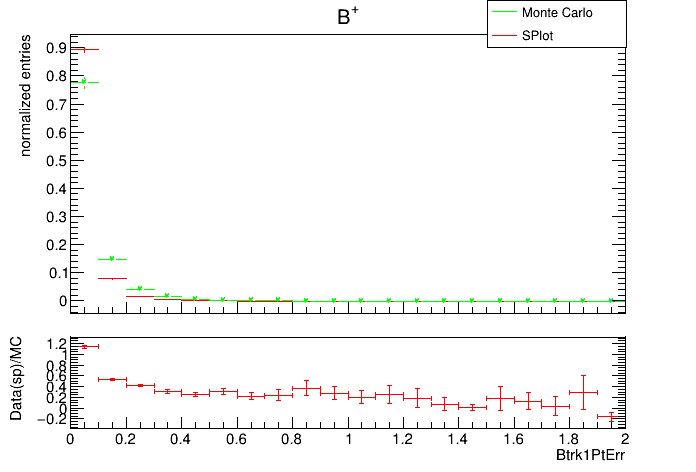 B+
Monte Carlo
SPlot
normalized entries
0.9
0.8
0.7
0.6
0.5
0.4
0.3
0.2
0.1
0
Data(sp)/MC
1.2
1
0.8
0.6
0.4
0.2
0
−0.2
0 0.2 0.4 0.6 0.8 1 1.2 1.4 1.6 1.8 2
Btrk1PtErr